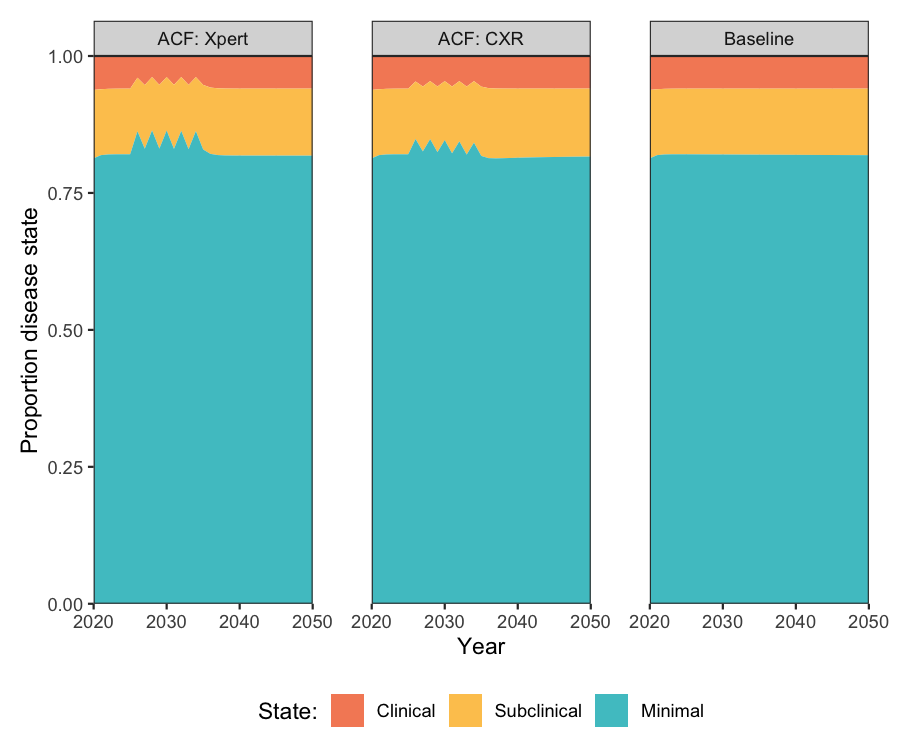 ACF: Xpert
ACF: CXR
Baseline
1.00
0.75
0.50
0.25
0.00
Proportion disease state
2020 2030 2040 2050
2020 2030 2040 2050
2020 2030 2040 2050
Year
State: Clinical Subclinical Minimal